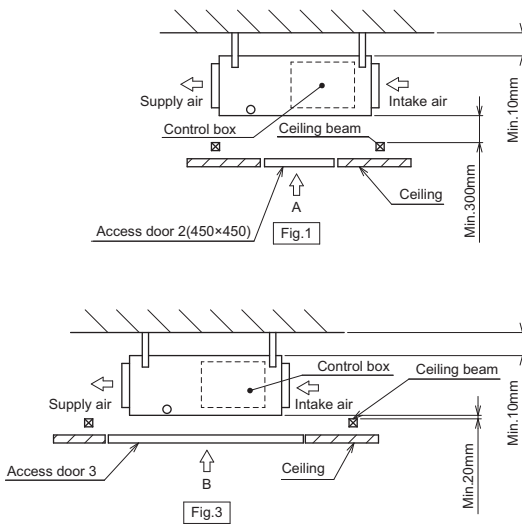 Min.10mm
Supply air
Intake air
Control box
Ceiling beam
Min.300mm
A
Ceiling
Access door 2(450×450)
Fig.1
Control box
Ceiling beam
Supply air
Intake air
Min.10mm
Min.20mm
Access door 3
B
Ceiling
Fig.3